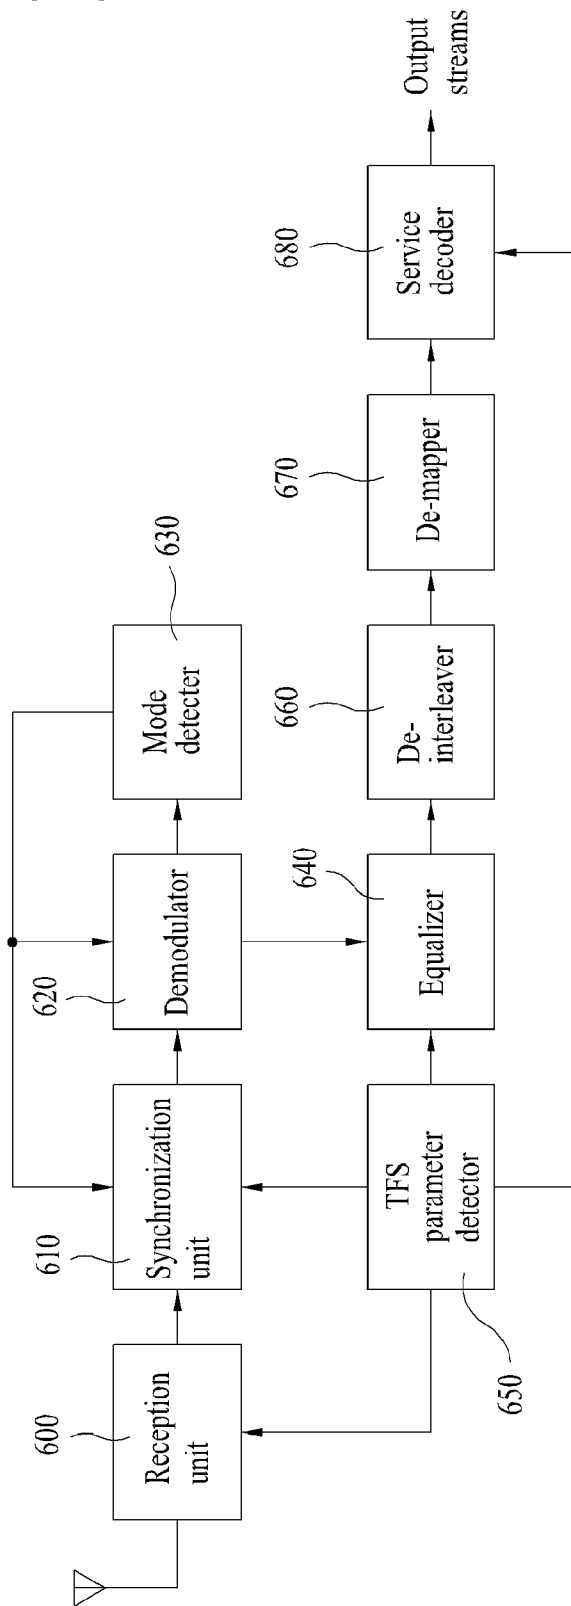 600
Reception
unit
610
Synchronization
unit
620
Demodulator
630
Mode
detecter
650
TFS
parameter
detector
640
Equalizer
660
De-
interleaver
670
De-mapper
680
Service
decoder
Output
streams